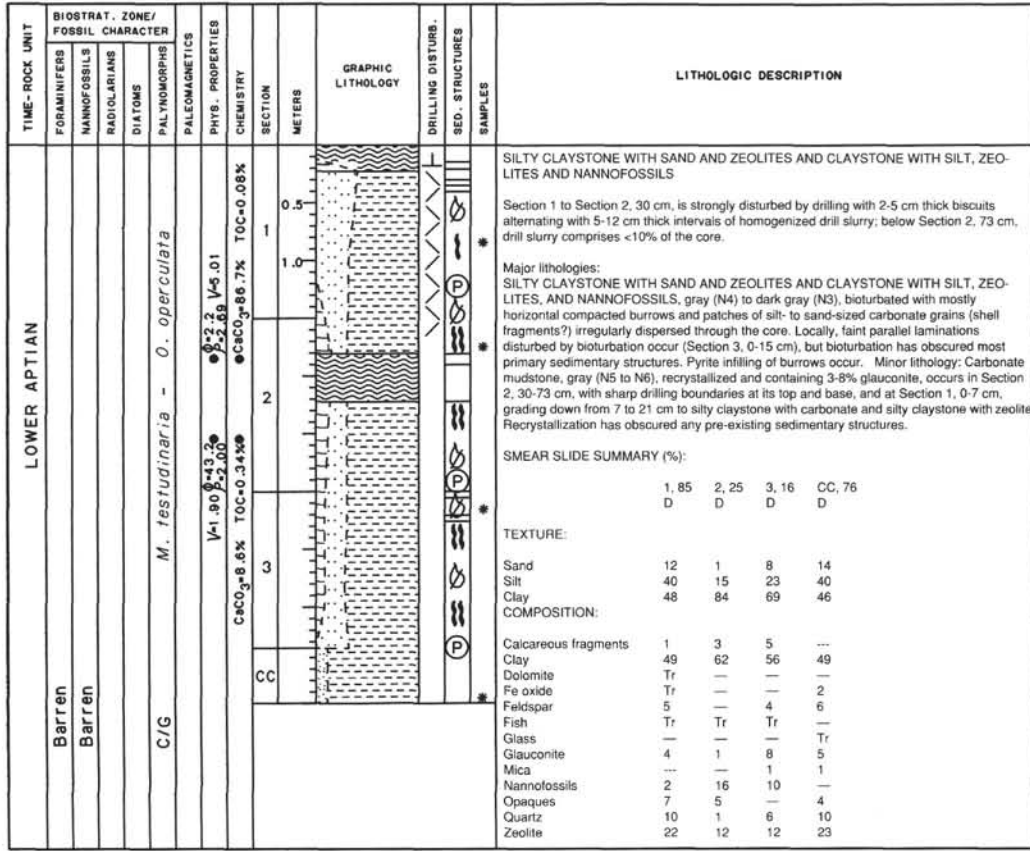 TIME-ROCK UNIT
BIOSTRAT. ZONE/
FOSSIL CHARACTER
FORAMINIFERS
NANNOFOSSILS
RADIOLARIANS
DIATOMS
PALYNOMORPHS
PALEOMAGNETICS
PHYS. PROPERTIES
CHEMISTRY
SECTION
METERS
GRAPHIC
LITHOLOGY
DRILLING DISTURB.
SED. STRUCTURES
SAMPLES
LITHOLOGIC DESCRIPTION
LOWER APTIAN
Barren
Barren
M. testudinaria - O. operculata
C/G
Φ=2.2 V=5.01
ρ=2.69
V=1.90 Φ=43.2
ρ=2.00
CaCO3=86.7% TOC=0.08%
CaCO3=8.6% TOC=0.34%
1
2
3
CC
0.5
1.0
P
P
P
SILTY CLAYSTONE WITH SAND AND ZEOLITES AND CLAYSTONE WITH SILT, ZEO-
LITES AND NANNOFOSSILS
Section 1 to Section 2, 30 cm, is strongly disturbed by drilling with 2-5 cm thick biscuits
alternating with 5-12 cm thick intervals of homogenized drill slurry; below Section 2, 73 cm,
drill slurry comprises <10% of the core.
Major lithologies:
SILTY CLAYSTONE WITH SAND AND ZEOLITES AND CLAYSTONE WITH SILT, ZEO-
LITES, AND NANNOFOSSILS, gray (N4) to dark gray (N3), bioturbated with mostly
horizontal compacted burrows and patches of silt- to sand-sized carbonate grains (shell
fragments?) irregularly dispersed through the core. Locally, faint parallel laminations
disturbed by bioturbation occur (Section 3, 0-15 cm), but bioturbation has obscured most
primary sedimentary structures. Pyrite infilling of burrows occur. Minor lithology: Carbonate
mudstone, gray (N5 to N6), recrystallized and containing 3-8% glauconite, occurs in Section
2, 30-73 cm, with sharp drilling boundaries at its top and base, and at Section 1, 0-7 cm,
grading down from 7 to 21 cm to silty claystone with carbonate and silty claystone with zeolite
Recrystallization has obscured any pre-existing sedimentary structures.
SMEAR SLIDE SUMMARY (%):
1, 85 2, 25 3, 16 CC, 76
D D D D
TEXTURE:
Sand 12 1 8 14
Silt 40 15 23 40
Clay 48 84 69 46
COMPOSITION:
Calcareous fragments 1 3 5 ---
Clay 49 62 56 49
Dolomite Tr — — —
Fe oxide Tr — — 2
Feldspar 5 — 4 6
Fish Tr Tr Tr —
Glass — — — Tr
Glauconite 4 1 8 5
Mica --- — 1 1
Nannofossils 2 16 10 —
Opaques 7 5 — 4
Quartz 10 1 6 10
Zeolite 22 12 12 23